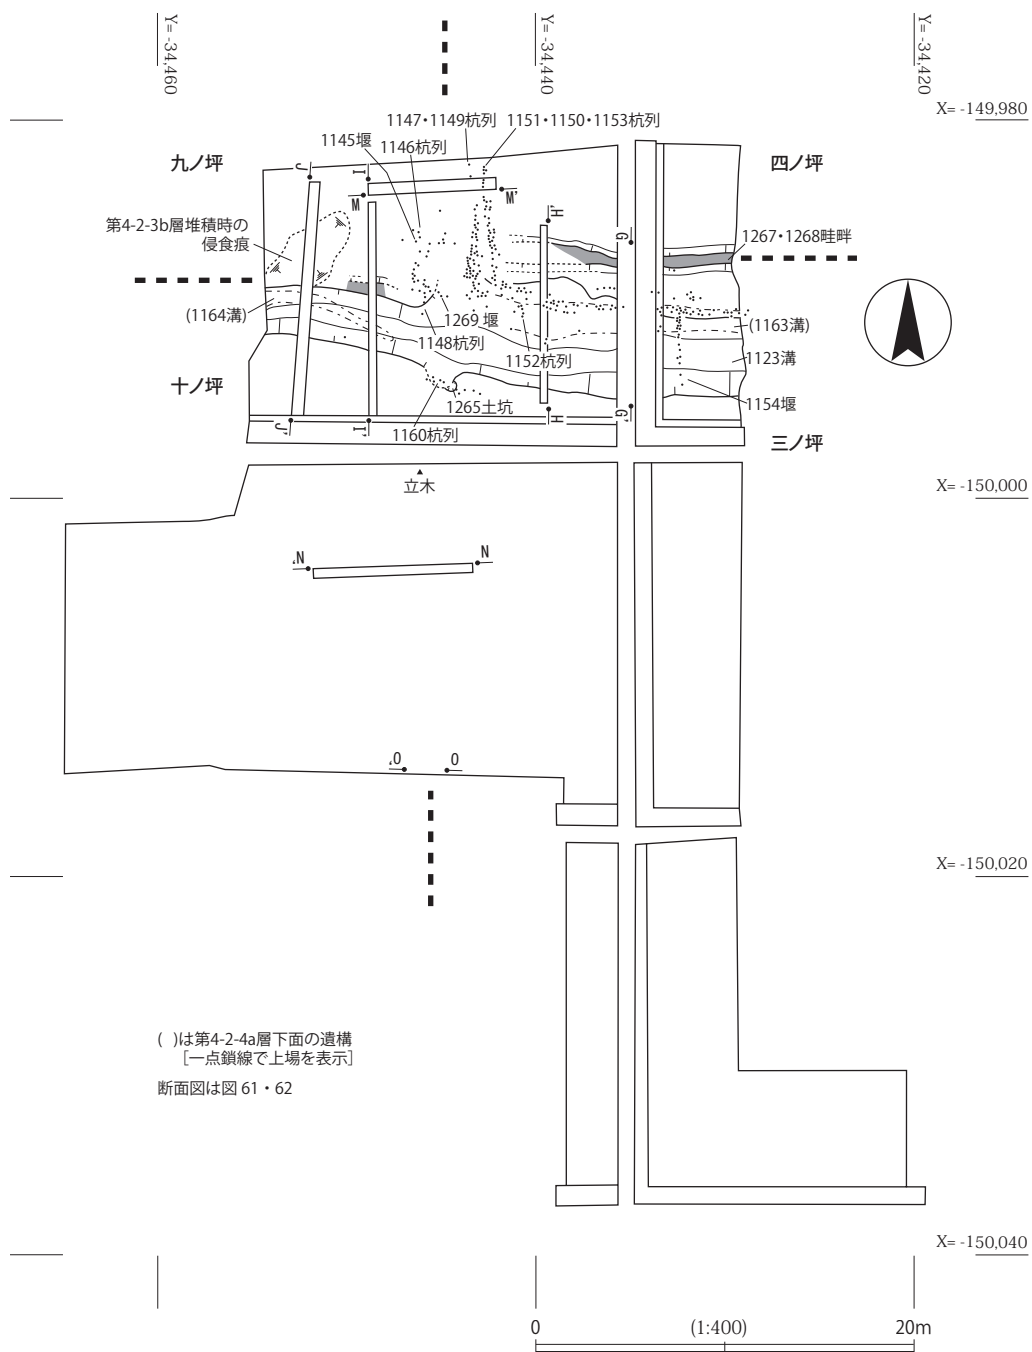 Y= -34,460
Y= -34,440
Y= -34,420
X= -149,980
1147・1149杭列
1151・1150・1153杭列
1145堰
1146杭列
九ノ坪
四ノ坪
J
I
M
M'
H'
G
第4-2-3b層堆積時の
侵食痕
1267・1268畦畔
(1164溝)
1269 堰
1148杭列
1152杭列
(1163溝)
1123溝
十ノ坪
1265土坑
1160杭列
1154堰
J'
I'
H
G'
三ノ坪
立木
X= -150,000
N'
N
O'
O
X= -150,020
( )は第4-2-4a層下面の遺構
［一点鎖線で上場を表示］
断面図は図 61・62
X= -150,040
0
(1:400)
20m